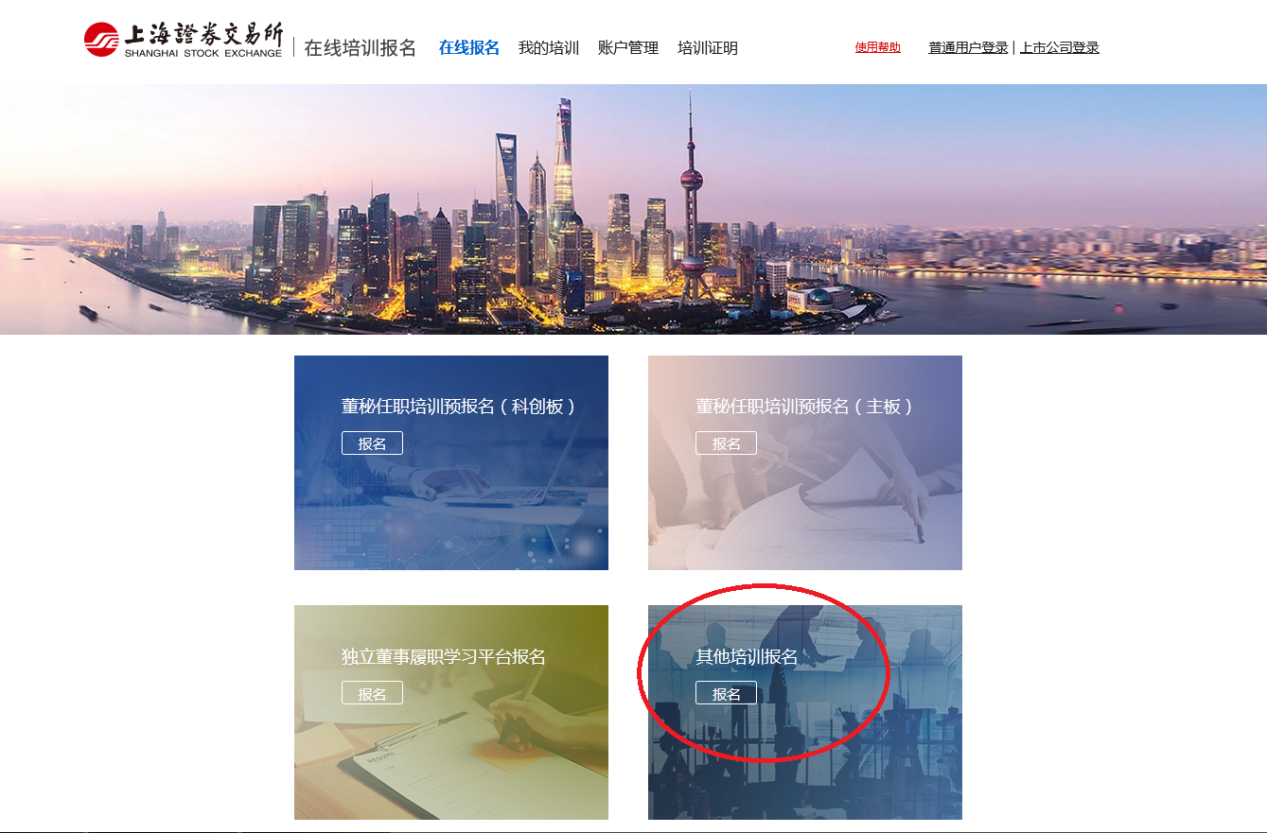 上海證券交易所
SHANGHAI STOCK EXCHANGE
在线培训报名 在线报名 我的培训 账户管理 培训证明 使用帮助 普通用户登录 | 上市公司登录
董秘任职培训预报名（科创板）
报名
董秘任职培训预报名（主板）
报名
独立董事履职学习平台报名
报名
RESUME
其他培训报名
报名